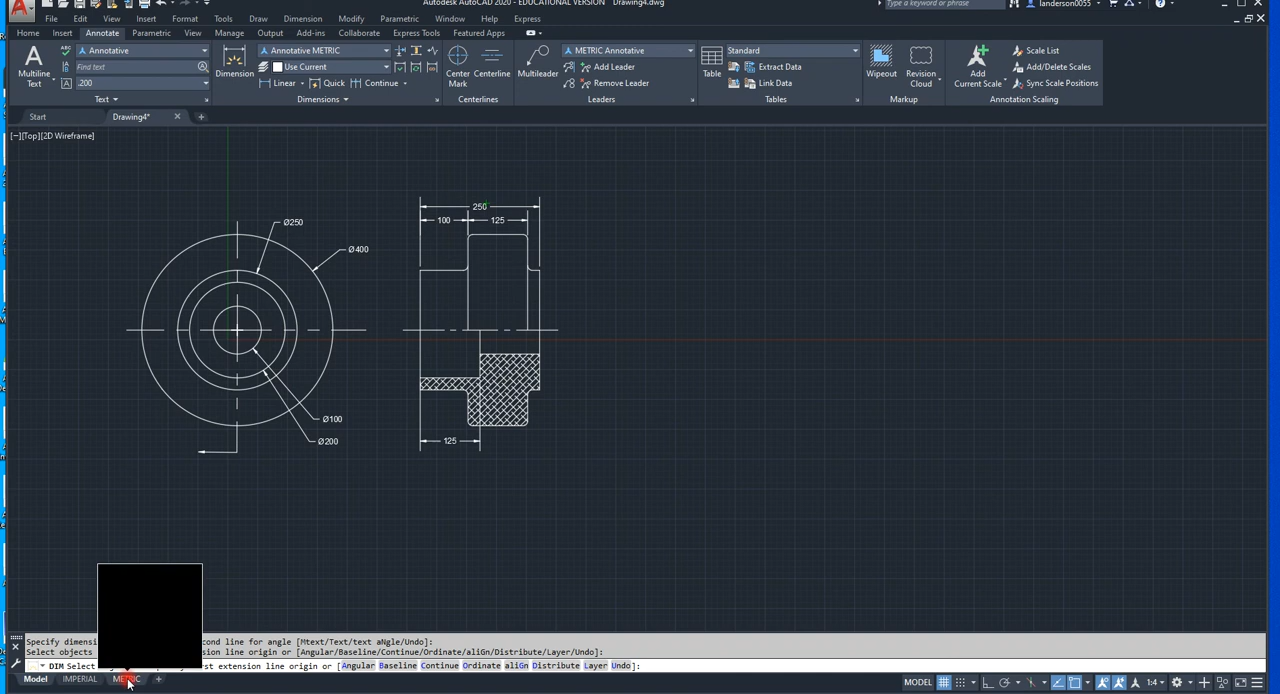 Autodesk AutoCAD 2020 - EDUCATIONAL VERSION Drawing4.dwg
Type a keyword or phrase
landerson0055
File Edit View Insert Format Tools Draw Dimension Modify Parametric Window Help Express
Home Insert Annotate Parametric View Manage Output Add-ins Collaborate Express Tools Featured Apps
Multiline Text
Annotative
Find text
.200
Text
Dimension
Annotative METRIC
Use Current
Linear Quick Continue
Dimensions
Center Mark
Centerline
Centerlines
Multileader
METRIC Annotative
Add Leader
Remove Leader
Leaders
Table
Standard
Extract Data
Link Data
Tables
Wipeout
Revision Cloud
Markup
Add Current Scale
Scale List
Add/Delete Scales
Sync Scale Positions
Annotation Scaling
Start Drawing4* +
[−][Top][2D Wireframe]
250
100 125
Ø250
Ø400
Ø100
Ø200
125
Specify dimens
cond line for angle [Mtext/Text/text aNgle/Undo]:
Select objects
ion line origin or [Angular/Baseline/Continue/Ordinate/aliGn/Distribute/Layer/Undo]:
DIM Select
first extension line origin or [Angular Baseline Continue Ordinate aliGn Distribute Layer Undo]:
Model IMPERIAL METRIC +
MODEL
1:4